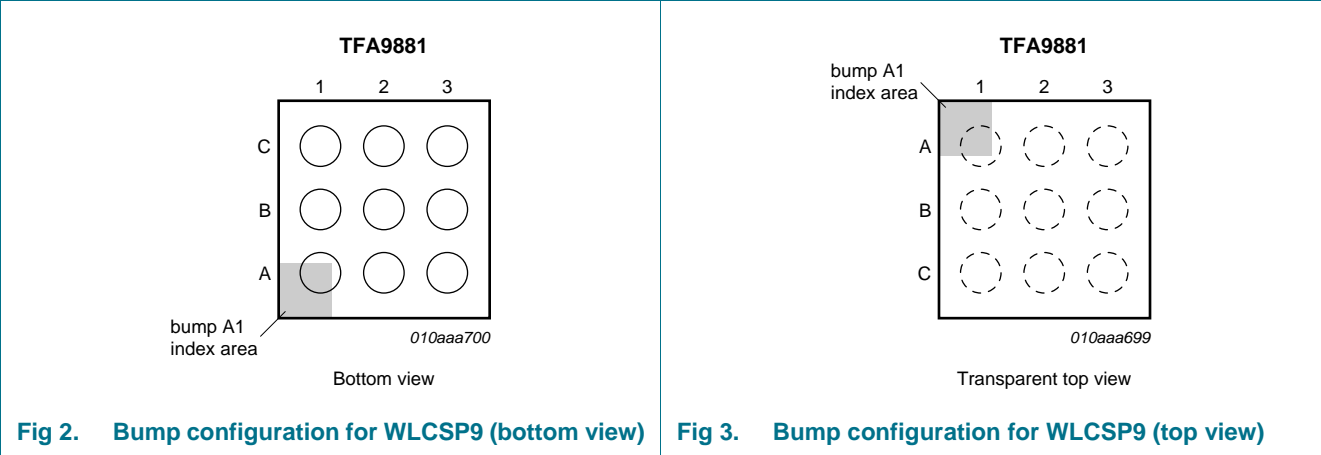 TFA9881
1 2 3
C
B
A
bump A1
index area
010aaa700
Bottom view
Fig 2. Bump configuration for WLCSP9 (bottom view)
TFA9881
bump A1
index area
1 2 3
A
B
C
010aaa699
Transparent top view
Fig 3. Bump configuration for WLCSP9 (top view)